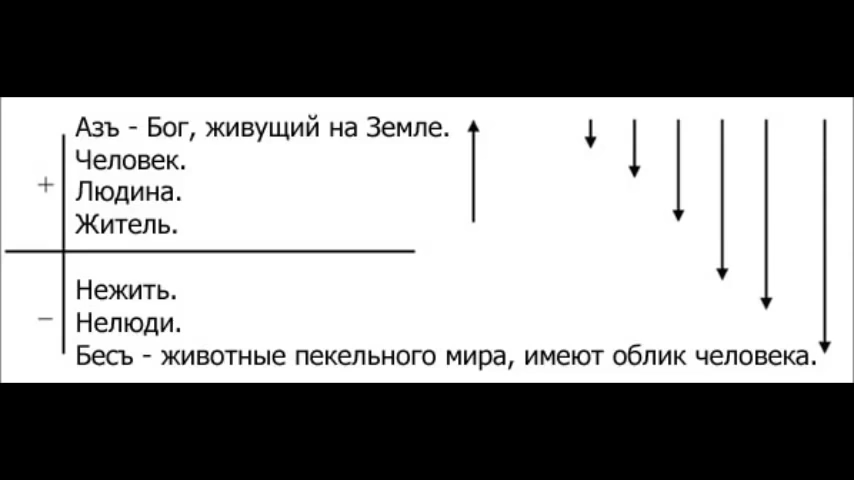 Азъ - Бог, живущий на Земле.
Человек.
+
Людина.
Житель.
Нежить.
–
Нелюди.
Бесъ - животные пекельного мира, имеют облик человека.